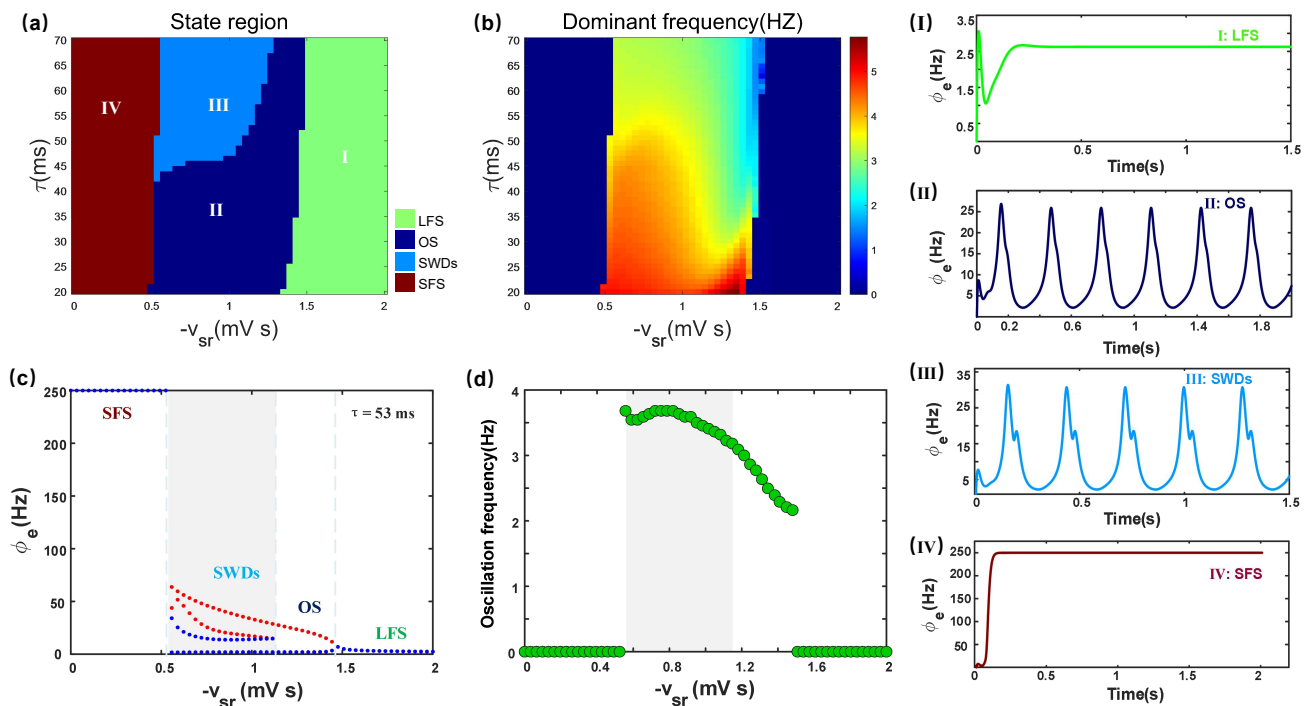 (a)
State region
70
65
60
55
50
45
40
35
30
25
20
τ(ms)
IV
III
II
I
LFS
OS
SWDs
SFS
0
0.5
1
1.5
2
-v_sr(mV s)
(b)
Dominant frequency(HZ)
70
65
60
55
50
45
40
35
30
25
20
τ(ms)
0
0.5
1
1.5
2
-v_sr(mV s)
5
4
3
2
1
0
(I)
3.5
2.5
1.5
0.5
ϕ_e(Hz)
I: LFS
0
0.5
1
1.5
Time(s)
(II)
25
20
15
10
5
ϕ_e(Hz)
II: OS
0
0.2
0.6
1
1.4
1.8
Time(s)
(c)
250
200
150
100
50
0
ϕ_e(Hz)
SFS
τ = 53 ms
SWDs
OS
LFS
0
0.5
1
1.5
2
-v_sr(mV s)
(d)
4
3
2
1
0
Oscillation frequency(Hz)
0
0.4
0.8
1.2
1.6
2
-v_sr(mV s)
(III)
35
25
15
5
ϕ_e(Hz)
III: SWDs
0
0.5
1
1.5
Time(s)
(IV)
250
200
150
100
50
ϕ_e(Hz)
IV: SFS
0
0.5
1
1.5
2
Time(s)